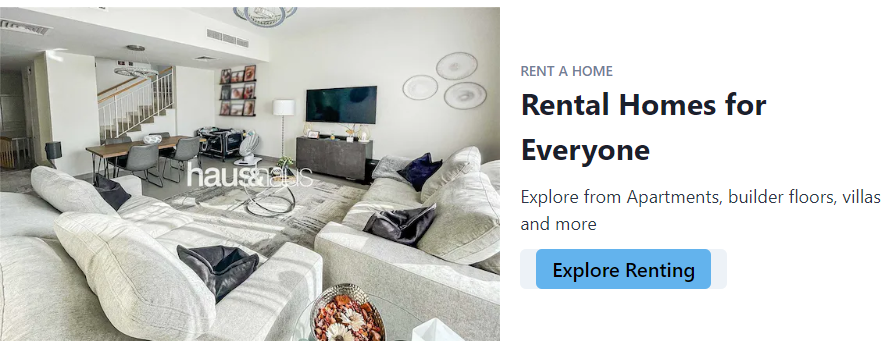 haus&haus
RENT A HOME
Rental Homes for
Everyone
Explore from Apartments, builder floors, villas
and more
Explore Renting